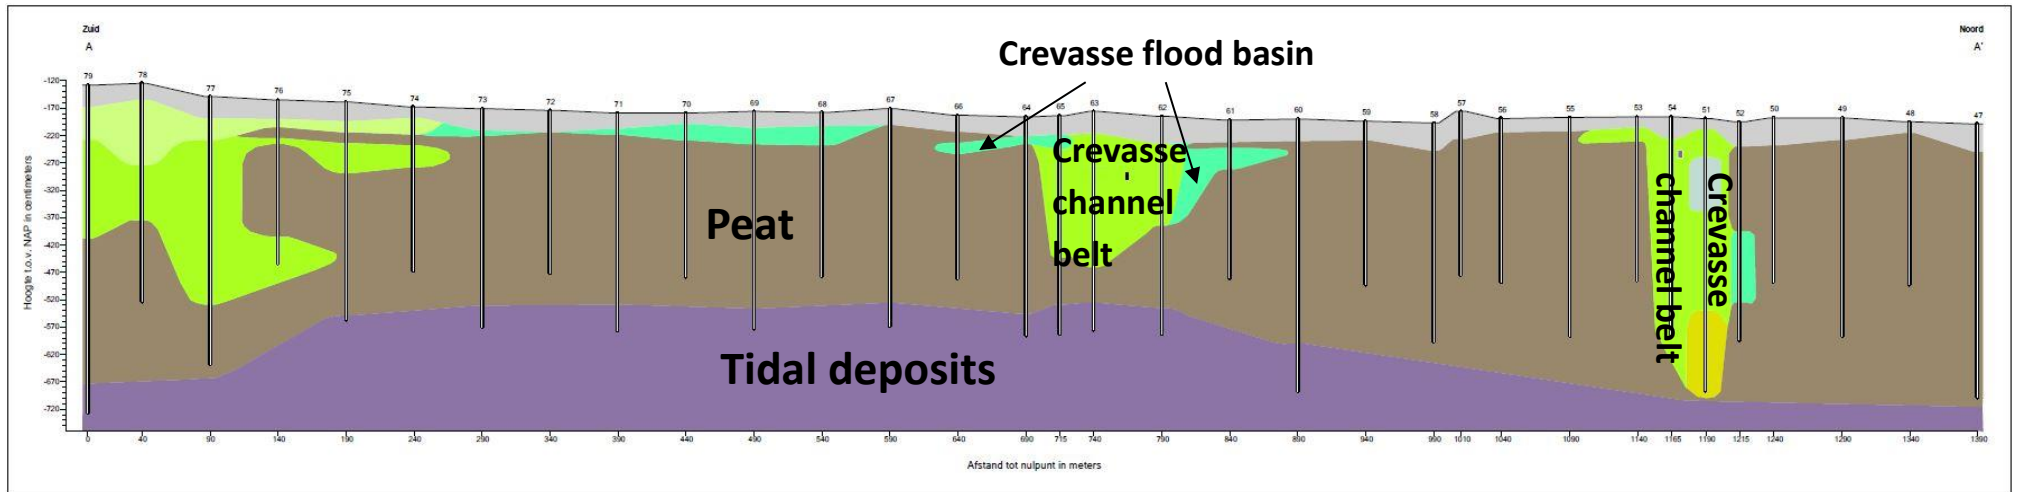 Zuid
Noord
A
A'
Crevasse flood basin
79 78 77 76 75 74 73 72 71 70 69 68 67 66 64 65 63 62 61 60 59 58 57 56 55 53 54 51 52 50 49 48 47
-120
-170
-220
-270
-320
-370
-420
-470
-520
-570
-620
-670
-720
Hoogte t.o.v. NAP in centimeters
Crevasse
channel
belt
Peat
Crevasse
channel belt
Tidal deposits
0 40 90 140 190 240 290 340 390 440 490 540 590 640 690 715 740 790 840 890 940 990 1010 1040 1090 1140 1165 1190 1215 1240 1290 1340 1390
Afstand tot nulpunt in meters